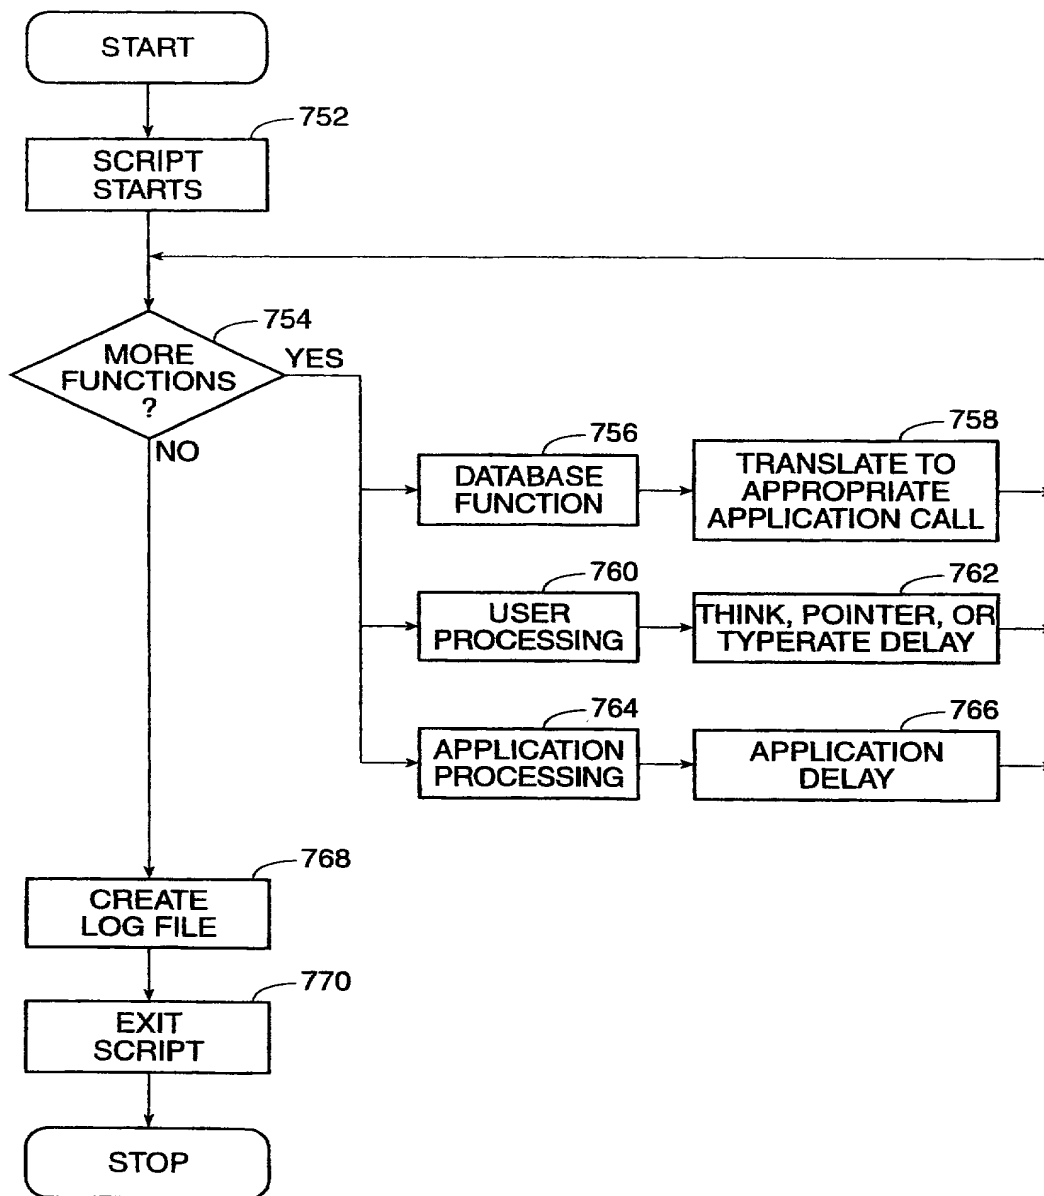 START
752
SCRIPT
STARTS
754
MORE
FUNCTIONS
?
YES
NO
756
DATABASE
FUNCTION
758
TRANSLATE TO
APPROPRIATE
APPLICATION CALL
760
USER
PROCESSING
762
THINK, POINTER, OR
TYPERATE DELAY
764
APPLICATION
PROCESSING
766
APPLICATION
DELAY
768
CREATE
LOG FILE
770
EXIT
SCRIPT
STOP